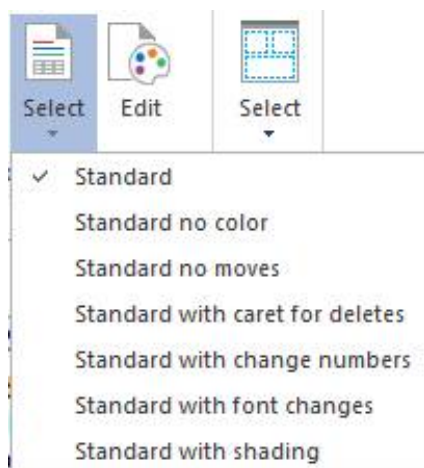 Select Edit Select
Standard
Standard no color
Standard no moves
Standard with caret for deletes
Standard with change numbers
Standard with font changes
Standard with shading